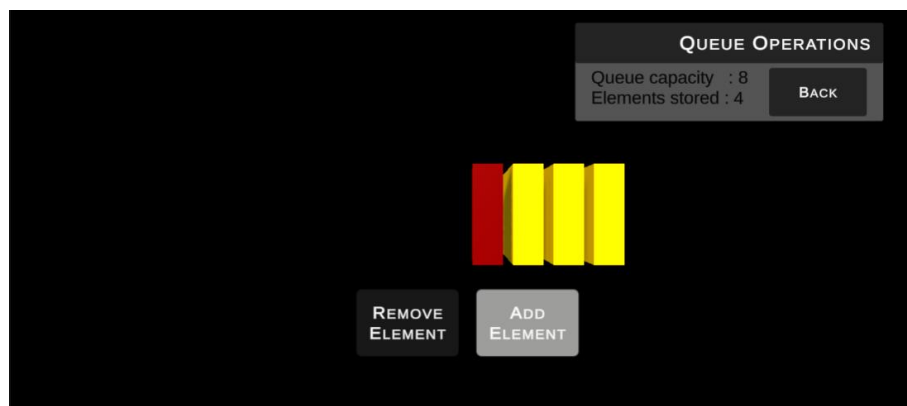 QUEUE OPERATIONS
Queue capacity : 8
Elements stored : 4
BACK
REMOVE
ELEMENT
ADD
ELEMENT